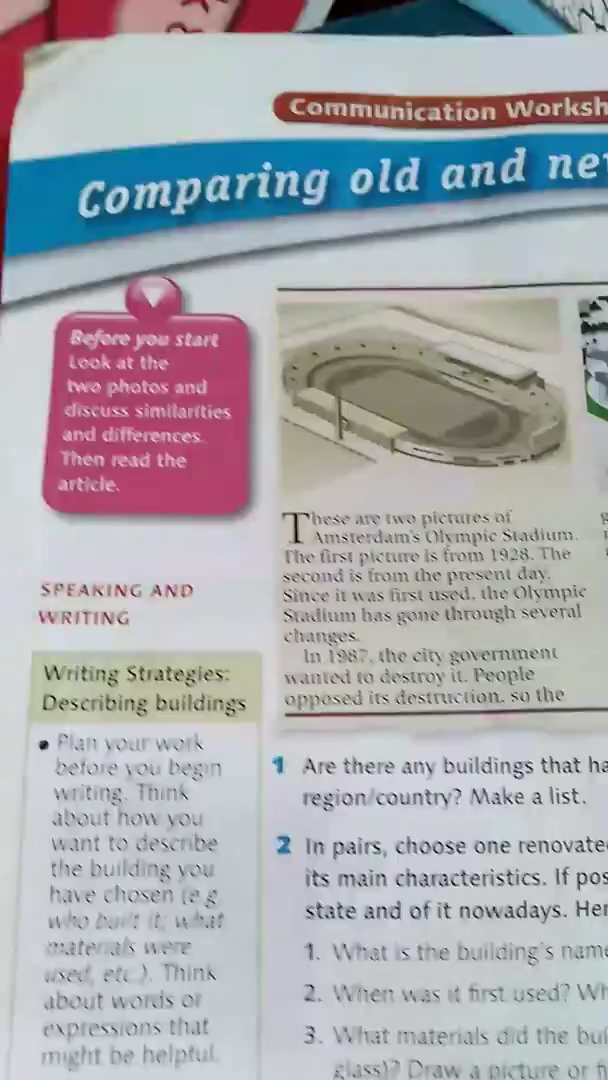 Communication Worksh
Comparing old and ne
Before you start
Look at the
two photos and
discuss similarities
and differences.
Then read the
article.
These are two pictures of
Amsterdam's Olympic Stadium.
The first picture is from 1928. The
second is from the present day.
Since it was first used, the Olympic
Stadium has gone through several
changes.
In 1987, the city government
wanted to destroy it. People
opposed its destruction, so the
SPEAKING AND
WRITING
Writing Strategies:
Describing buildings
• Plan your work
before you begin
writing. Think
about how you
want to describe
the building you
have chosen (e.g.
who built it; what
materials were
used, etc.). Think
about words or
expressions that
might be helpful.
1 Are there any buildings that ha
region/country? Make a list.
2 In pairs, choose one renovate
its main characteristics. If pos
state and of it nowadays. Her
1. What is the building's name
2. When was it first used? Wh
3. What materials did the bui
glass)? Draw a picture or fi